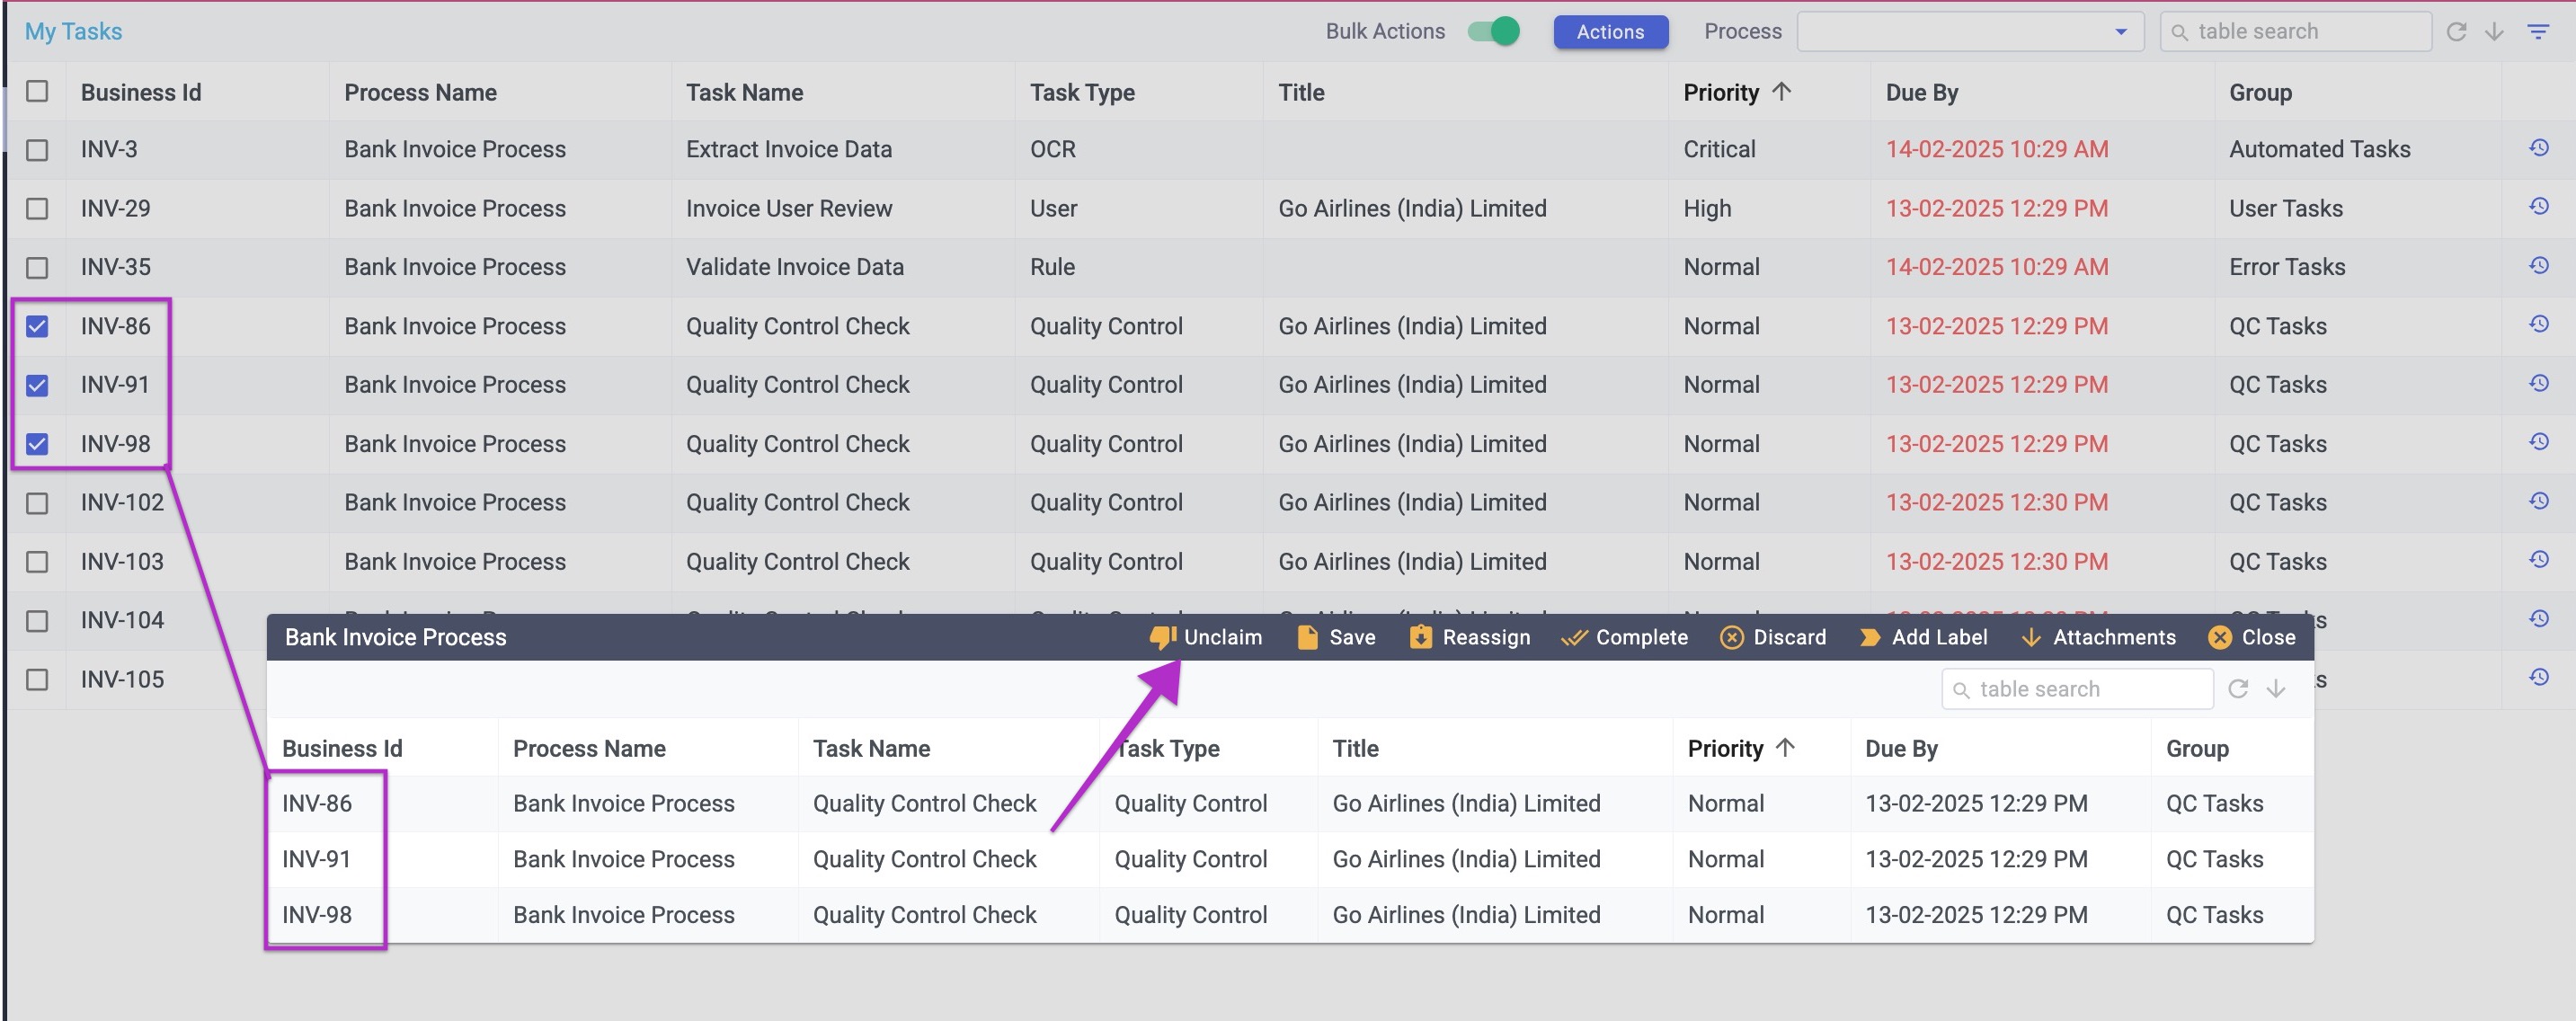 My Tasks Bulk Actions Actions Process table search
Business Id Process Name Task Name Task Type Title Priority Due By Group
INV-3 Bank Invoice Process Extract Invoice Data OCR Critical 14-02-2025 10:29 AM Automated Tasks
INV-29 Bank Invoice Process Invoice User Review User Go Airlines (India) Limited High 13-02-2025 12:29 PM User Tasks
INV-35 Bank Invoice Process Validate Invoice Data Rule Normal 14-02-2025 10:29 AM Error Tasks
INV-86 Bank Invoice Process Quality Control Check Quality Control Go Airlines (India) Limited Normal 13-02-2025 12:29 PM QC Tasks
INV-91 Bank Invoice Process Quality Control Check Quality Control Go Airlines (India) Limited Normal 13-02-2025 12:29 PM QC Tasks
INV-98 Bank Invoice Process Quality Control Check Quality Control Go Airlines (India) Limited Normal 13-02-2025 12:29 PM QC Tasks
INV-102 Bank Invoice Process Quality Control Check Quality Control Go Airlines (India) Limited Normal 13-02-2025 12:30 PM QC Tasks
INV-103 Bank Invoice Process Quality Control Check Quality Control Go Airlines (India) Limited Normal 13-02-2025 12:30 PM QC Tasks
INV-104
INV-105
Bank Invoice Process Unclaim Save Reassign Complete Discard Add Label Attachments Close
table search
Business Id Process Name Task Name Task Type Title Priority Due By Group
INV-86 Bank Invoice Process Quality Control Check Quality Control Go Airlines (India) Limited Normal 13-02-2025 12:29 PM QC Tasks
INV-91 Bank Invoice Process Quality Control Check Quality Control Go Airlines (India) Limited Normal 13-02-2025 12:29 PM QC Tasks
INV-98 Bank Invoice Process Quality Control Check Quality Control Go Airlines (India) Limited Normal 13-02-2025 12:29 PM QC Tasks